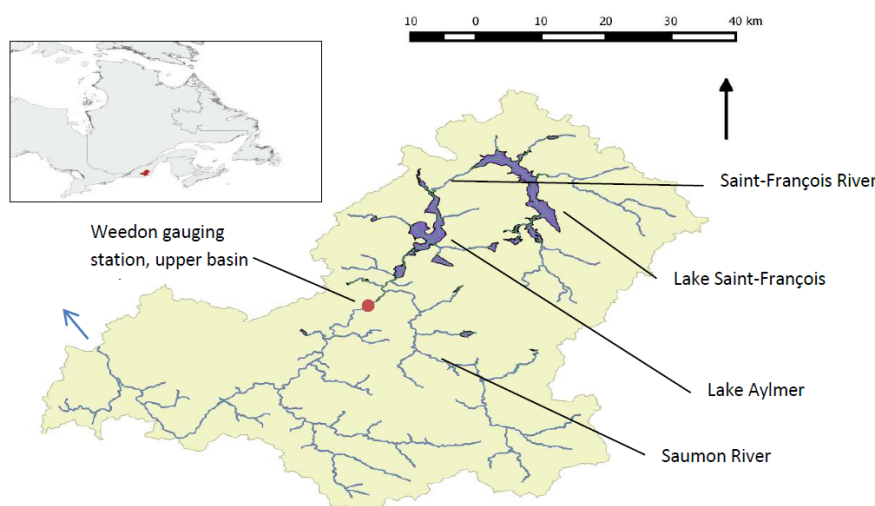 10 0 10 20 30 40 km
Saint-François River
Weedon gauging
station, upper basin
Lake Saint-François
Lake Aylmer
Saumon River